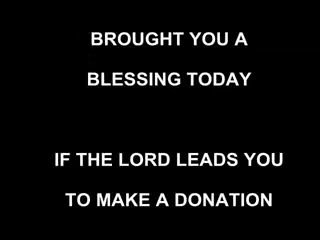 BROUGHT YOU A
BLESSING TODAY
IF THE LORD LEADS YOU
TO MAKE A DONATION